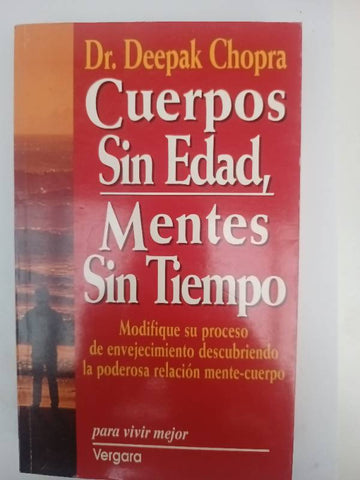 Dr. Deepak Chopra
Cuerpos
Sin Edad,
Mentes
Sin Tiempo
Modifique su proceso
de envejecimiento descubriendo
la poderosa relación mente-cuerpo
para vivir mejor
Vergara